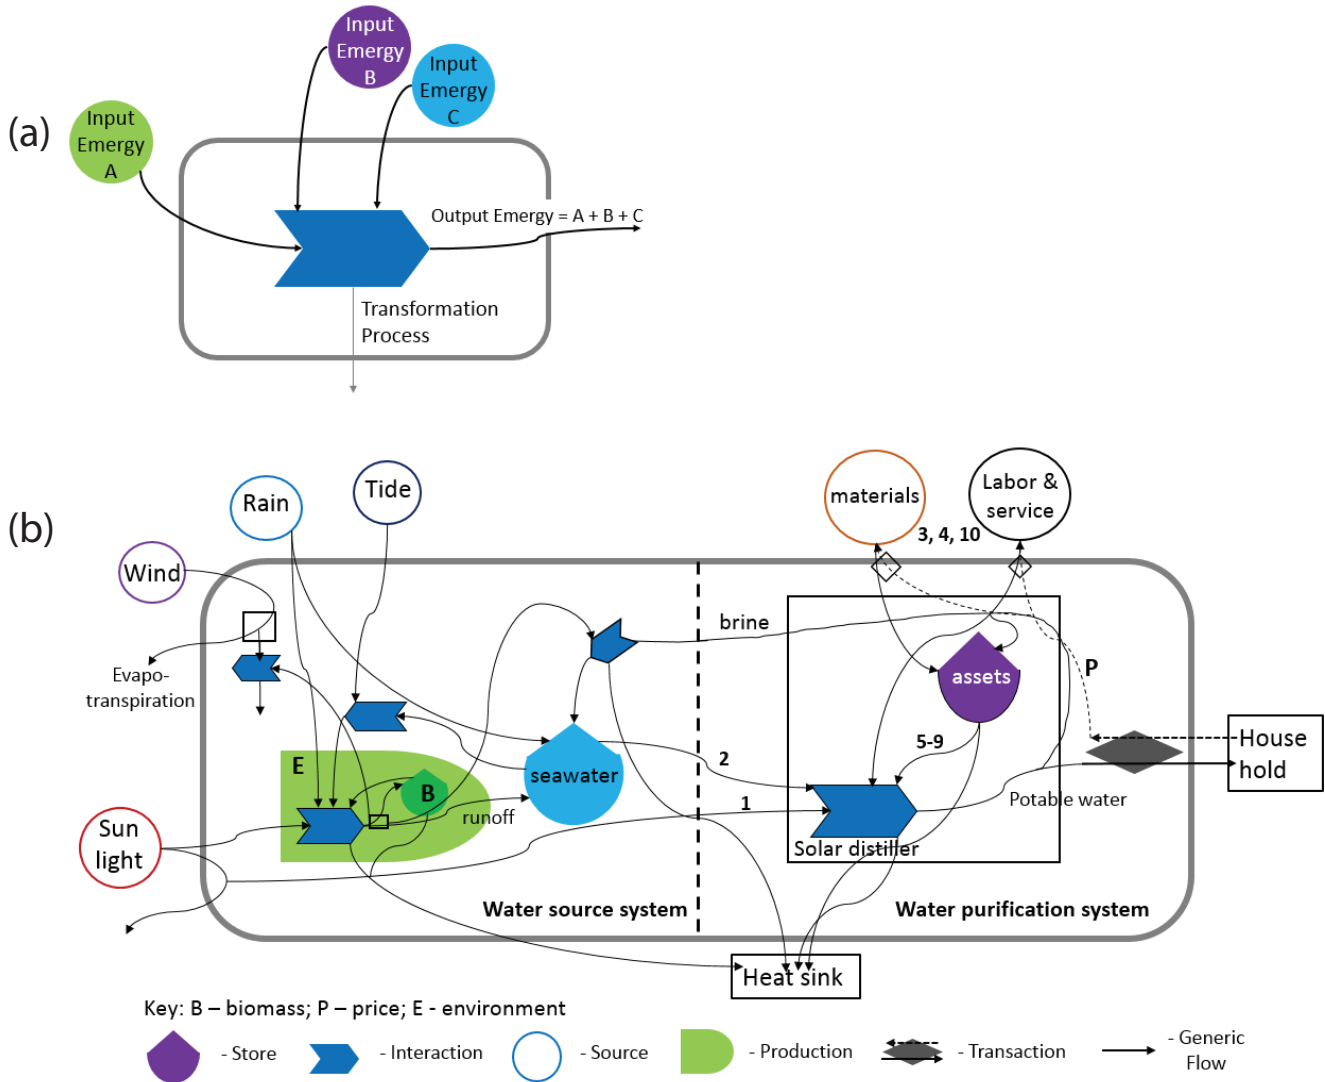 (a)
Input
Emergy
B
Input
Emergy
C
Input
Emergy
A
Output Emergy = A + B + C
Transformation
Process
(b)
Rain
Tide
Wind
materials
Labor &
service
3, 4, 10
Evapo-
transpiration
brine
assets
P
E
B
seawater
runoff
2
1
5-9
House
hold
Potable water
Sun
light
Solar distiller
Water source system
Water purification system
Heat sink
Key: B – biomass; P – price; E - environment
- Store
- Interaction
- Source
- Production
- Transaction
- Generic
Flow